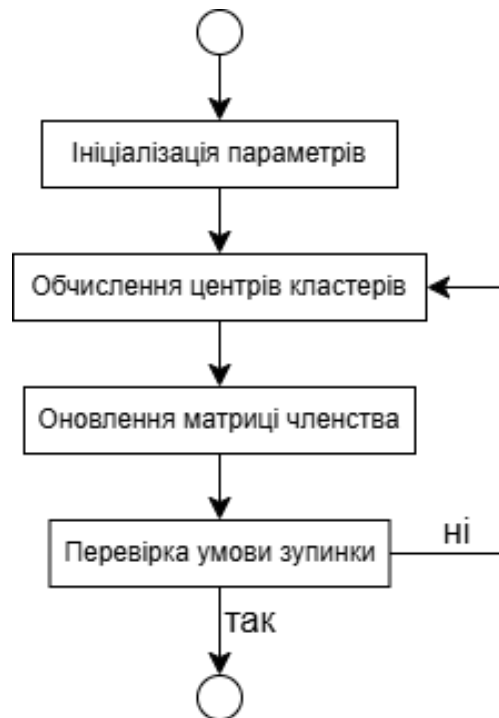 Ініціалізація параметрів
Обчислення центрів кластерів
Оновлення матриці членства
Перевірка умови зупинки
ні
так